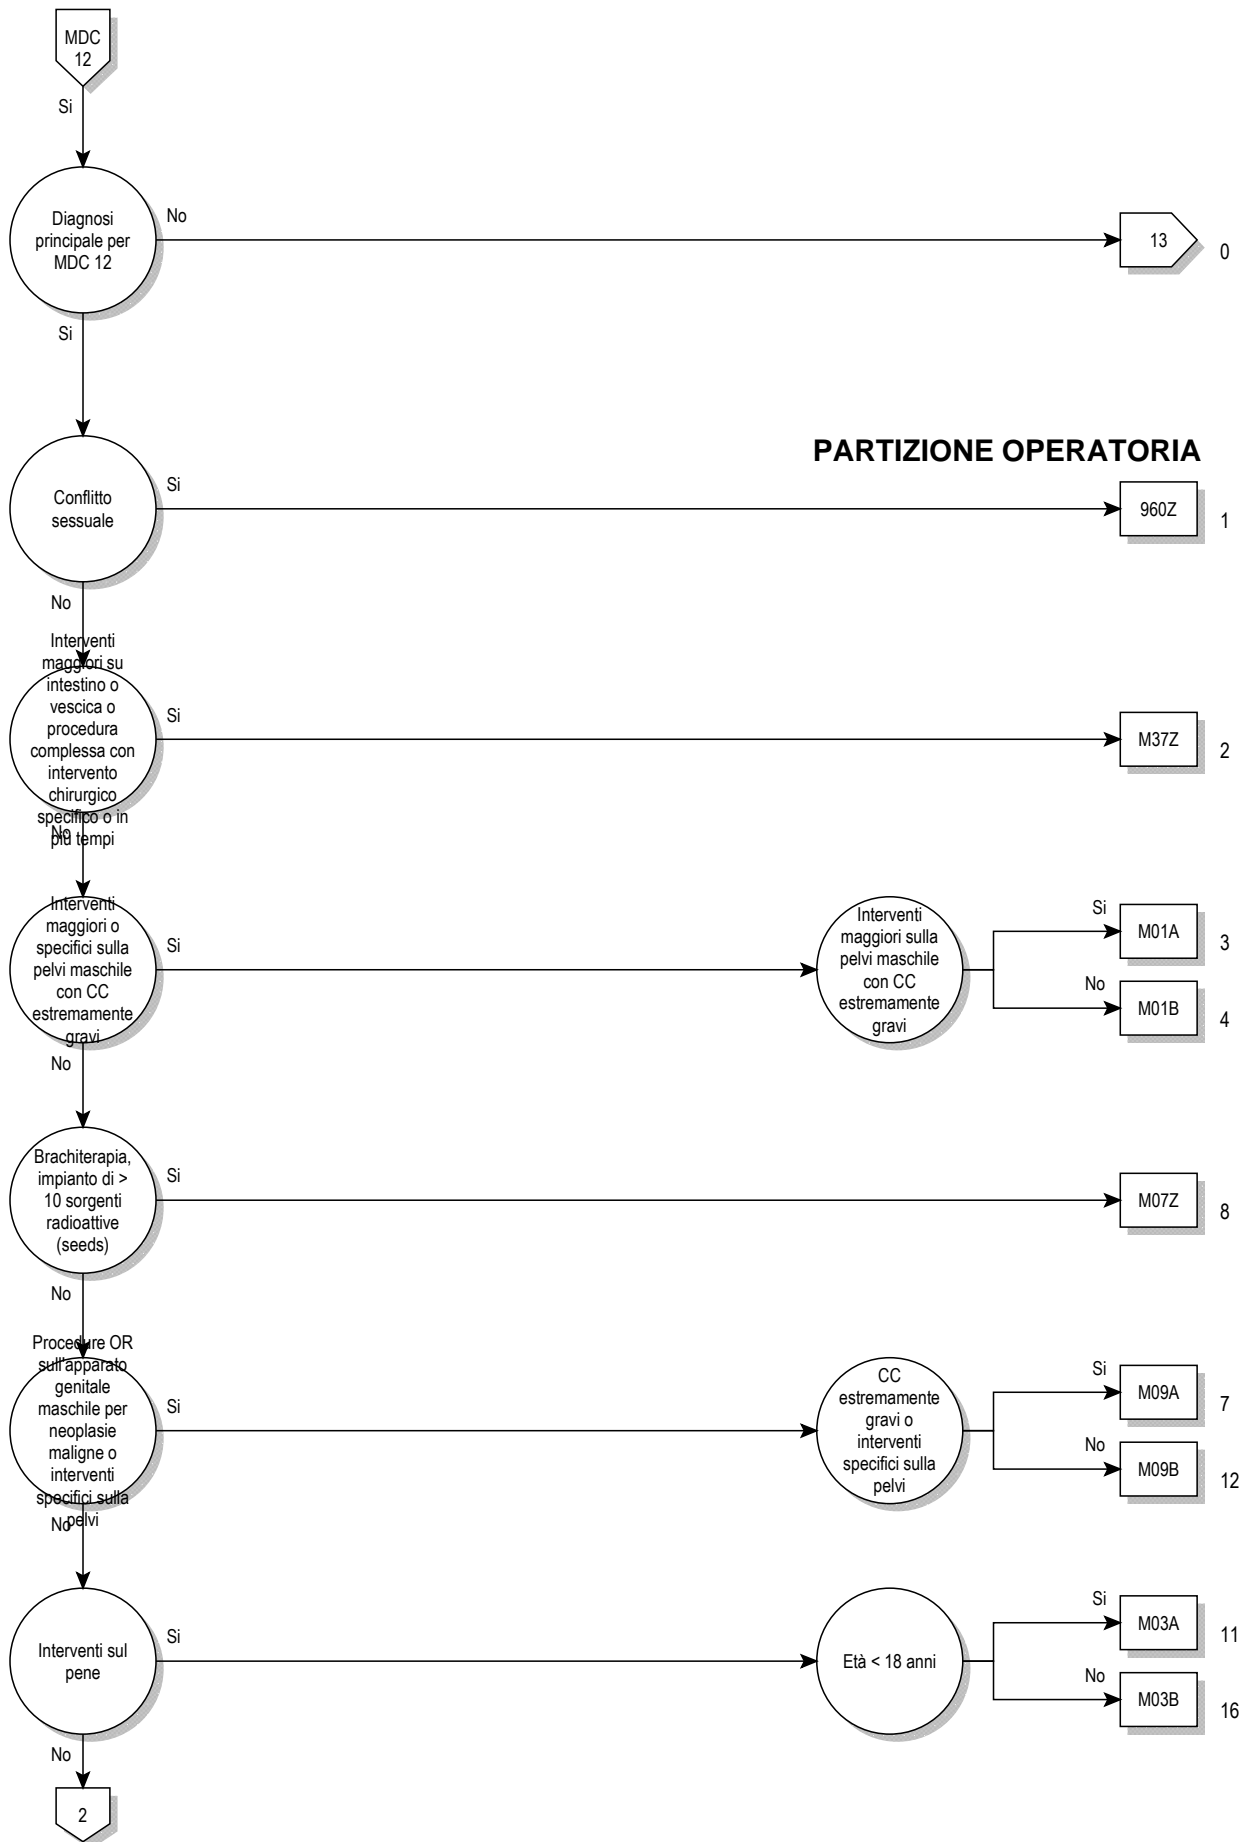 MDC
12
Si
Diagnosi
principale per
MDC 12
No
13
0
Si
PARTIZIONE OPERATORIA
Conflitto
sessuale
Si
960Z
1
No
Interventi
maggiori su
intestino o
vescica o
procedura
complessa con
intervento
chirurgico
specifico o in
più tempi
Si
M37Z
2
No
Interventi
maggiori o
specifici sulla
pelvi maschile
con CC
estremamente
gravi
Si
Interventi
maggiori sulla
pelvi maschile
con CC
estremamente
gravi
Si
M01A
3
No
M01B
4
No
Brachiterapia,
impianto di >
10 sorgenti
radioattive
(seeds)
Si
M07Z
8
No
Procedure OR
sull'apparato
genitale
maschile per
neoplasie
maligne o
interventi
specifici sulla
pelvi
Si
CC
estremamente
gravi o
interventi
specifici sulla
pelvi
Si
M09A
7
No
M09B
12
No
Interventi sul
pene
Si
Età < 18 anni
Si
M03A
11
No
M03B
16
No
2